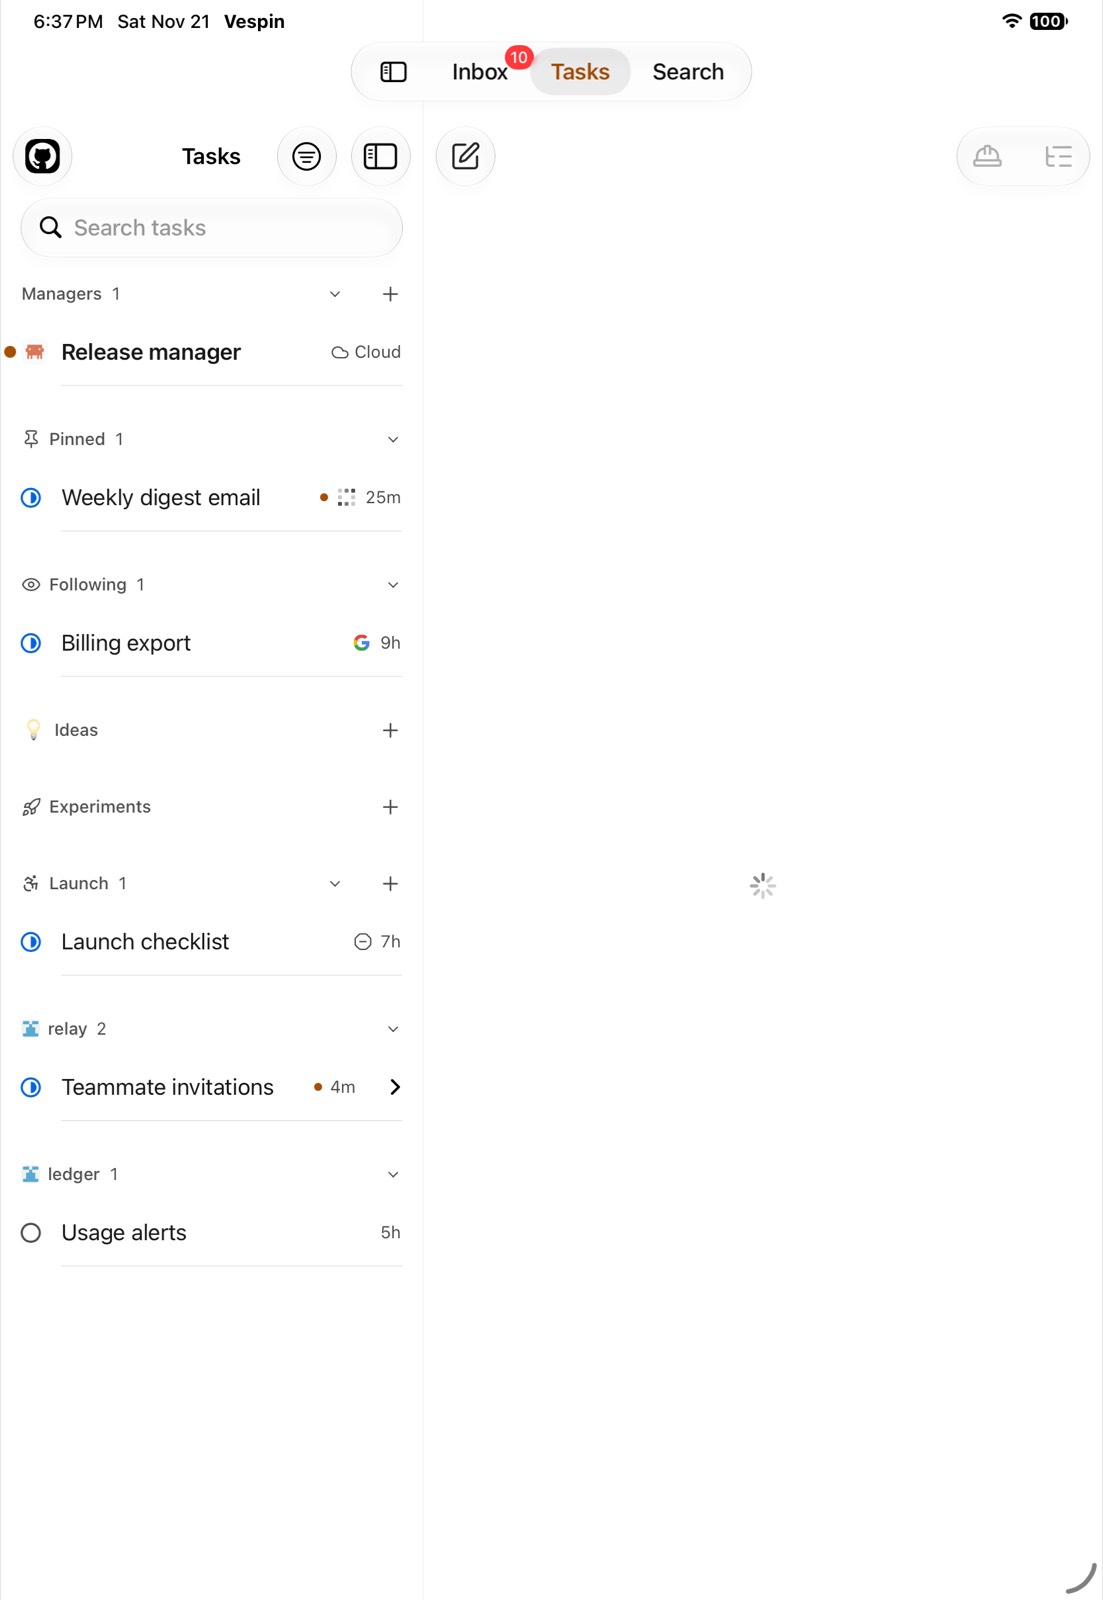 6:37 PM Sat Nov 21 Vespin
100
Inbox 10 Tasks Search
Tasks
Search tasks
Managers 1
Release manager Cloud
Pinned 1
Weekly digest email 25m
Following 1
Billing export 9h
Ideas
Experiments
Launch 1
Launch checklist 7h
relay 2
Teammate invitations 4m
ledger 1
Usage alerts 5h